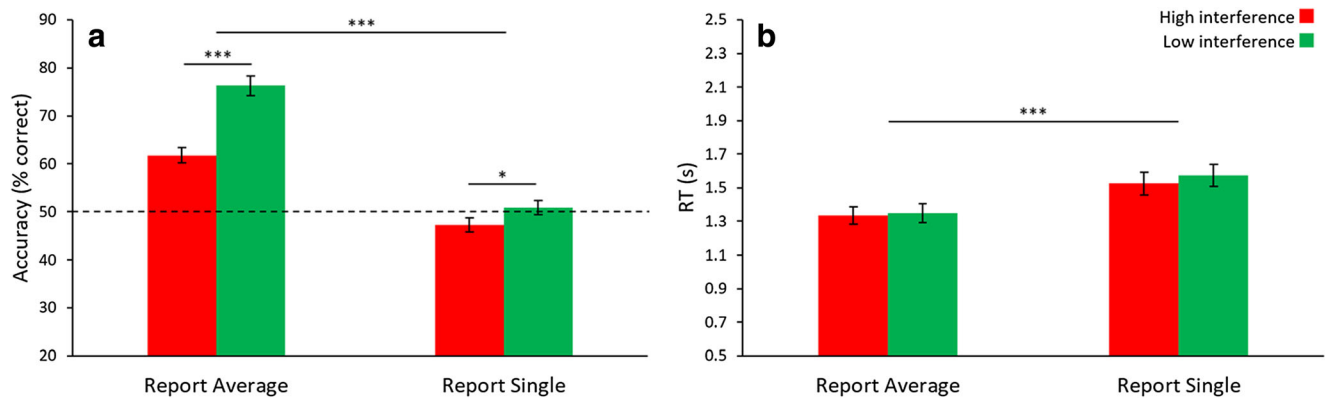 a
Accuracy (% correct)
90
80
70
60
50
40
30
20
***
***
*
Report Average
Report Single
b
High interference
Low interference
RT (s)
2.5
2.3
2.1
1.9
1.7
1.5
1.3
1.1
0.9
0.7
0.5
***
Report Average
Report Single